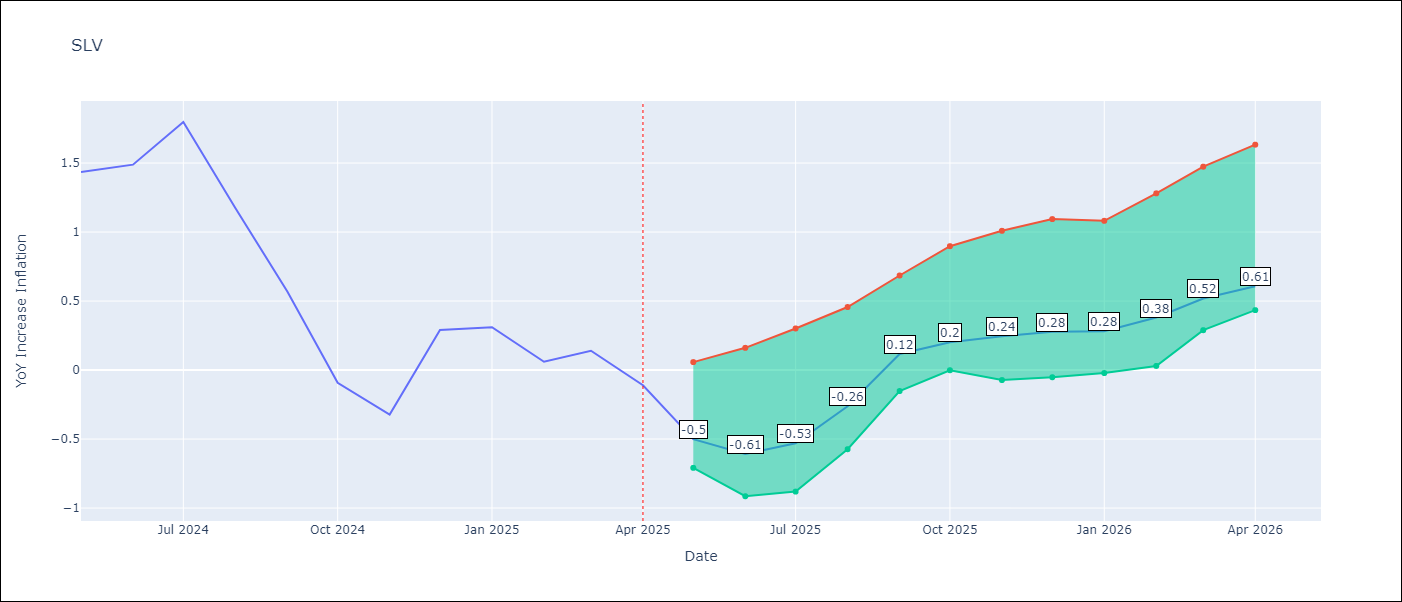 SLV
YoY Increase Inflation
1.5
1
0.5
0
−0.5
−1
-0.5
-0.61
-0.53
-0.26
0.12
0.2
0.24
0.28
0.28
0.38
0.52
0.61
Jul 2024
Oct 2024
Jan 2025
Apr 2025
Jul 2025
Oct 2025
Jan 2026
Apr 2026
Date